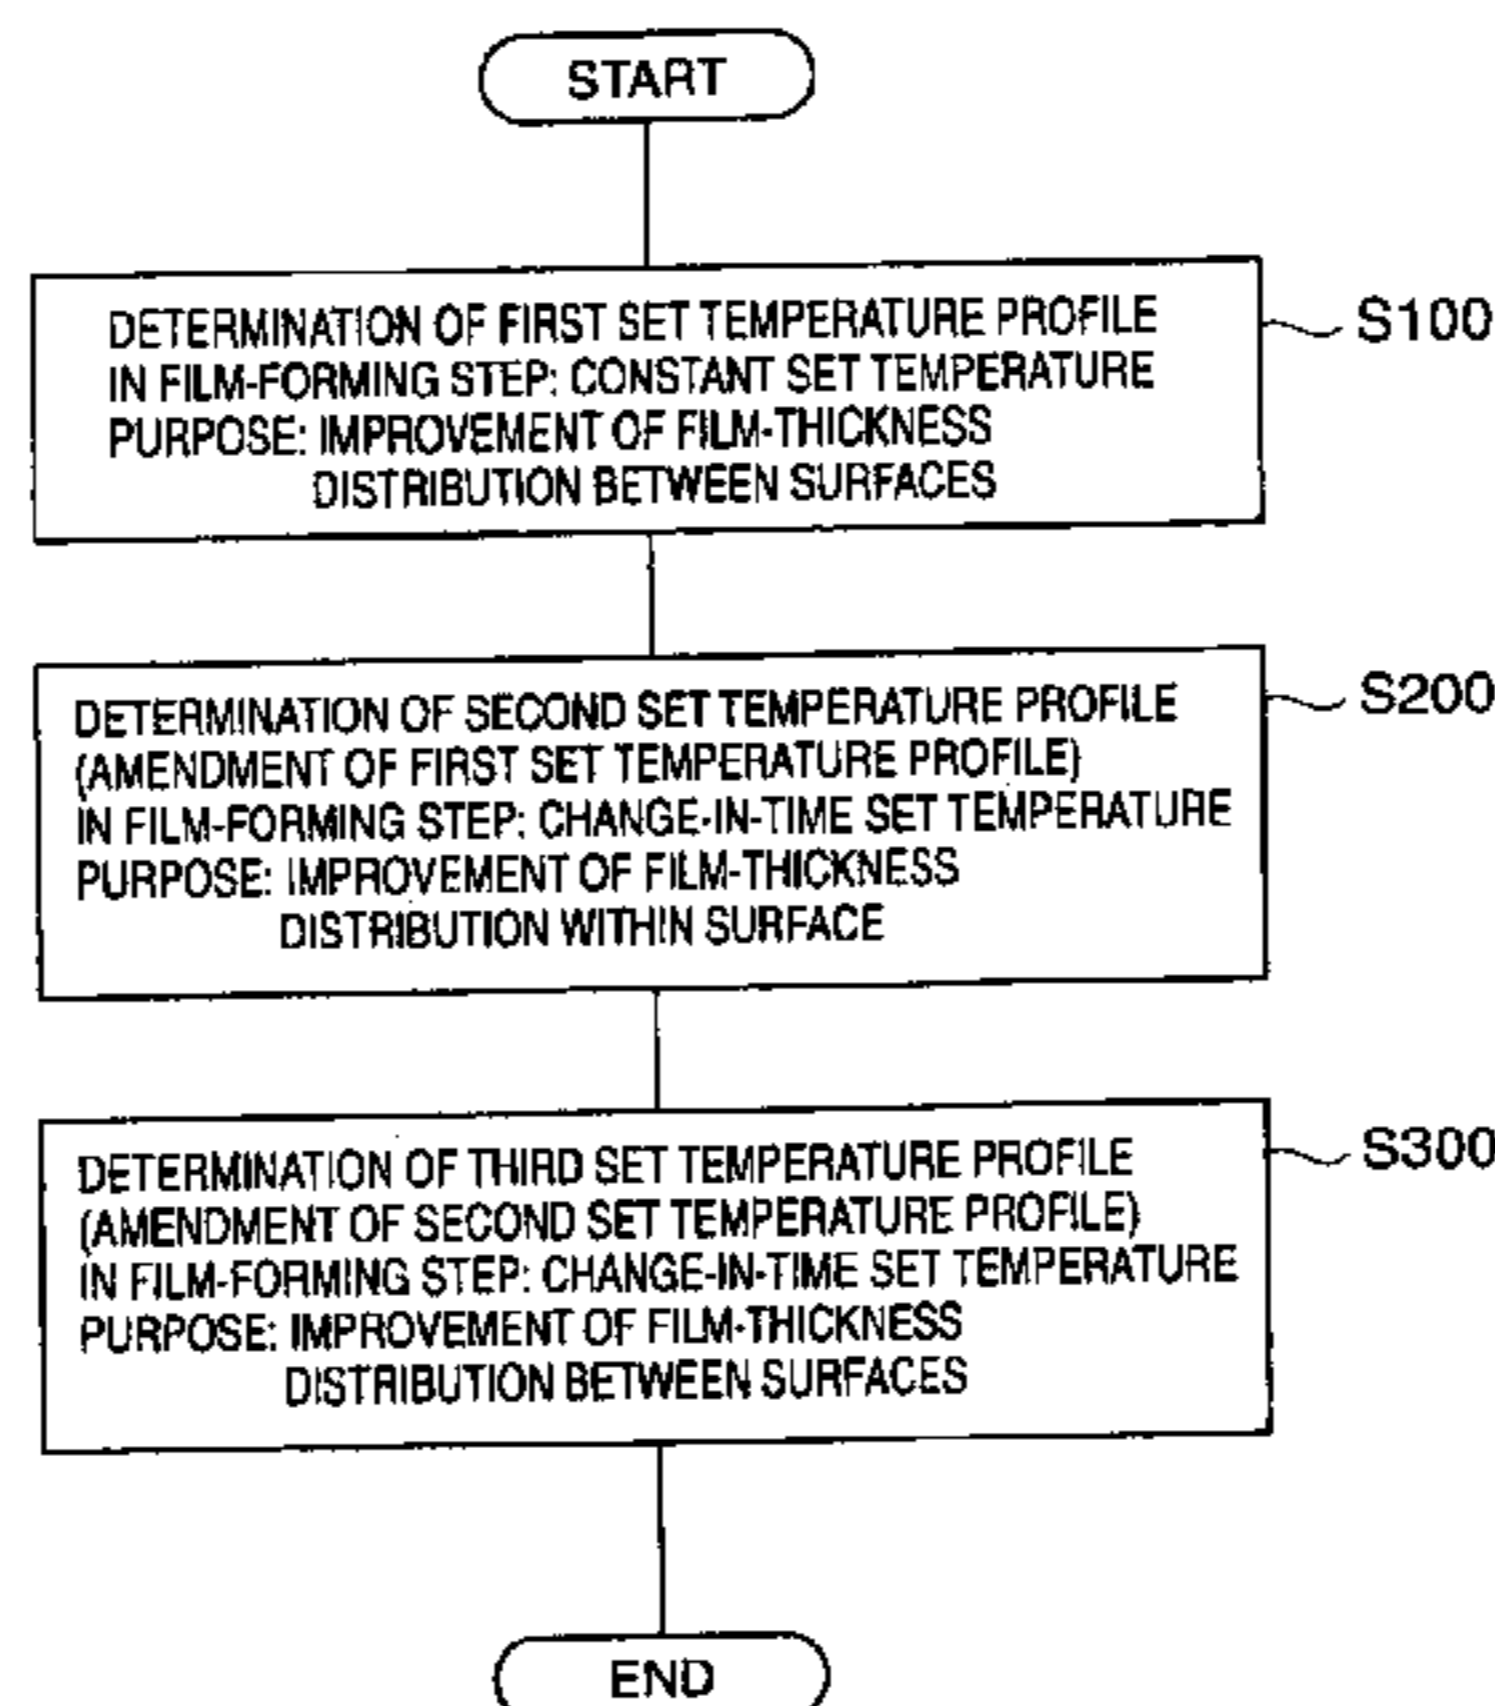 START
DETERMINATION OF FIRST SET TEMPERATURE PROFILE
IN FILM-FORMING STEP: CONSTANT SET TEMPERATURE
PURPOSE: IMPROVEMENT OF FILM-THICKNESS
DISTRIBUTION BETWEEN SURFACES
S100
DETERMINATION OF SECOND SET TEMPERATURE PROFILE
(AMENDMENT OF FIRST SET TEMPERATURE PROFILE)
IN FILM-FORMING STEP: CHANGE-IN-TIME SET TEMPERATURE
PURPOSE: IMPROVEMENT OF FILM-THICKNESS
DISTRIBUTION WITHIN SURFACE
S200
DETERMINATION OF THIRD SET TEMPERATURE PROFILE
(AMENDMENT OF SECOND SET TEMPERATURE PROFILE)
IN FILM-FORMING STEP: CHANGE-IN-TIME SET TEMPERATURE
PURPOSE: IMPROVEMENT OF FILM-THICKNESS
DISTRIBUTION BETWEEN SURFACES
S300
END